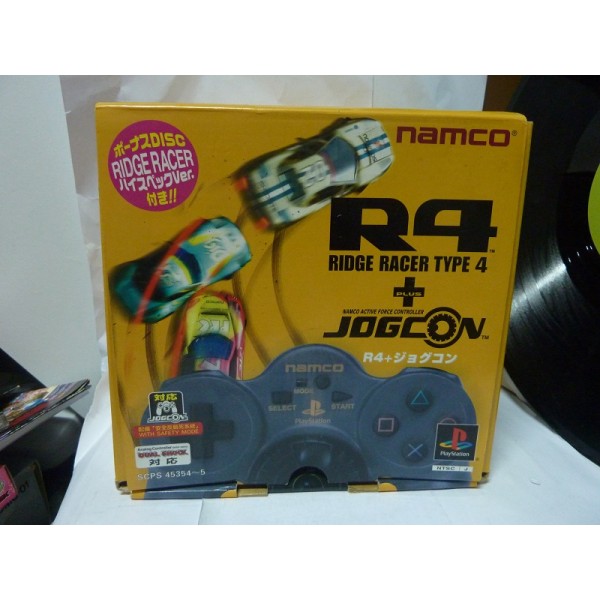 ボーナスDISC
RIDGE RACER
ハイスペックVer.
付き!!
namco
R4
RIDGE RACER TYPE 4
PLUS
NAMCO ACTIVE FORCE CONTROLLER
JOGCON™
R4+ジョグコン
namco
MODE
SELECT
START
PlayStation
対応
JOGCON
WITH SAFETY MODE
DUAL SHOCK
対応
SCPS 45354~5
PlayStation